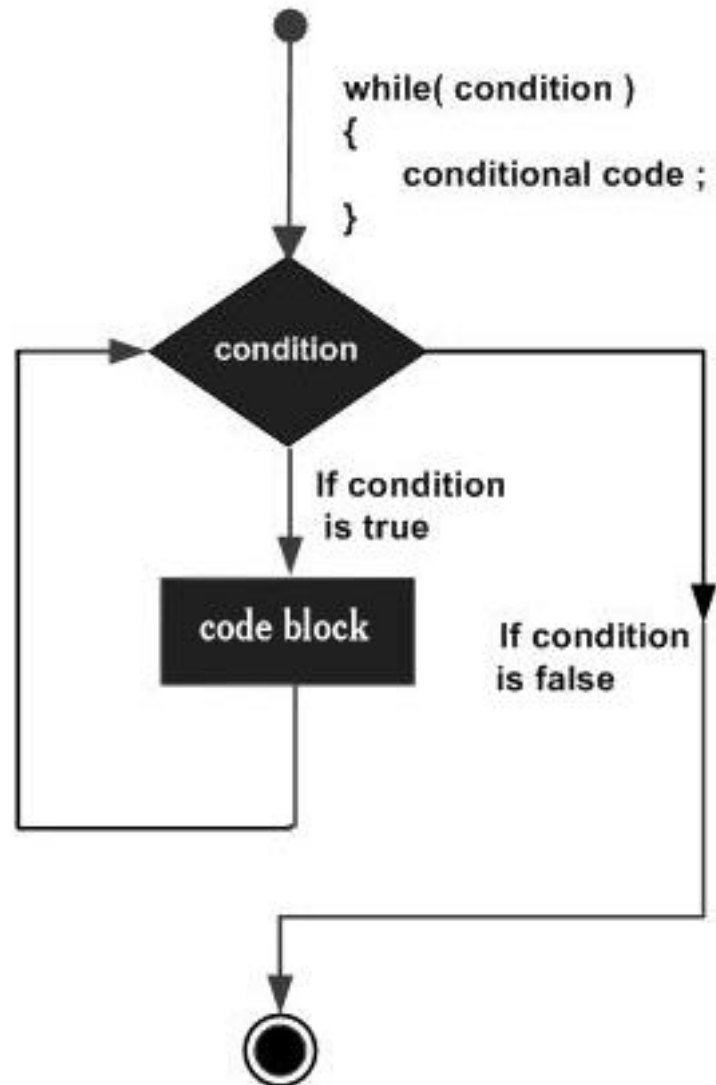 while( condition )
{
conditional code ;
}
condition
If condition
is true
code block
If condition
is false